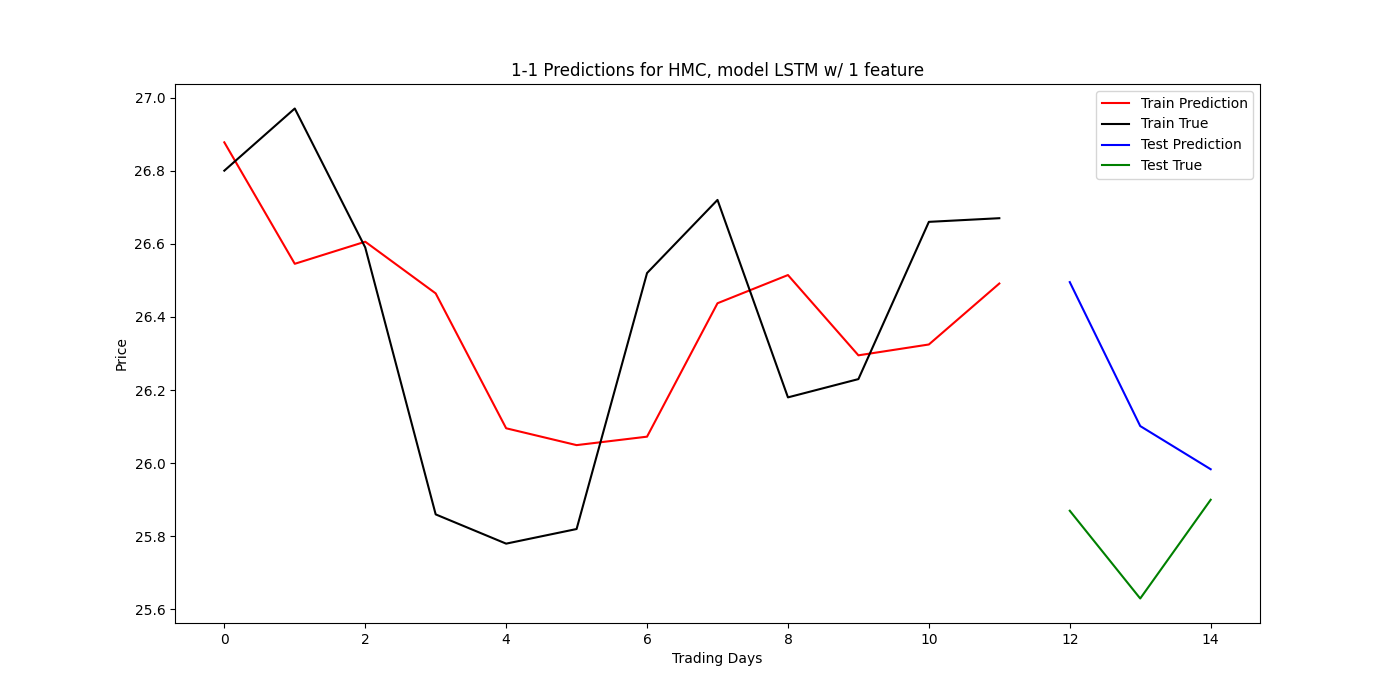 1-1 Predictions for HMC, model LSTM w/ 1 feature
Train Prediction
Train True
Test Prediction
Test True
Price
27.0
26.8
26.6
26.4
26.2
26.0
25.8
25.6
0 2 4 6 8 10 12 14
Trading Days